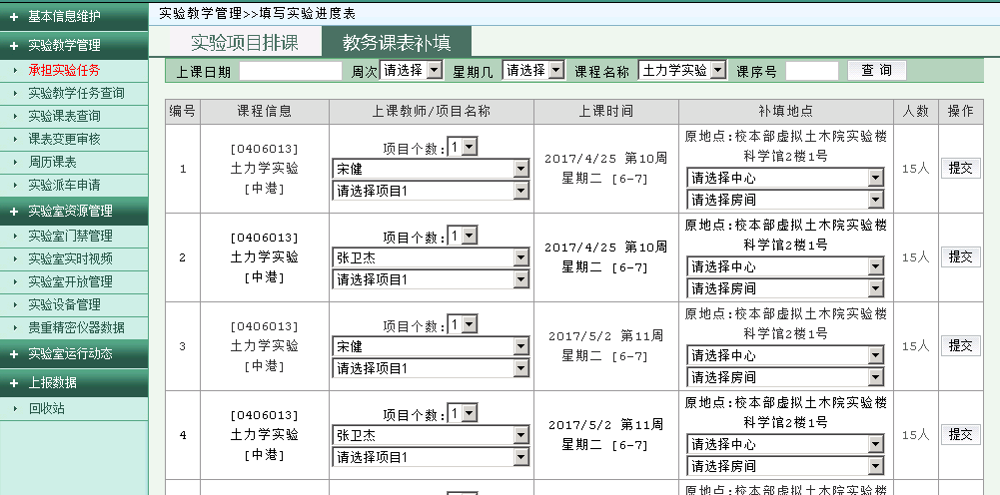 基本信息维护
实验教学管理
承担实验任务
实验教学任务查询
实验课表查询
课表变更审核
周历课表
实验派车申请
实验室资源管理
实验室门禁管理
实验室实时视频
实验室开放管理
实验设备管理
贵重精密仪器数据
实验室运行动态
上报数据
回收站
实验教学管理>>填写实验进度表
实验项目排课 教务课表补填
上课日期 周次 请选择 星期几 请选择 课程名称 土力学实验 课序号 查 询
编号 课程信息 上课教师/项目名称 上课时间 补填地点 人数 操作
1
[0406013]
土力学实验
[中港]
项目个数: 1
宋健
请选择项目1
2017/4/25 第10周
星期二 [6-7]
原地点:校本部虚拟土木院实验楼
科学馆2楼1号
请选择中心
请选择房间
15人
提交
2
[0406013]
土力学实验
[中港]
项目个数: 1
张卫杰
请选择项目1
2017/4/25 第10周
星期二 [6-7]
原地点:校本部虚拟土木院实验楼
科学馆2楼1号
请选择中心
请选择房间
15人
提交
3
[0406013]
土力学实验
[中港]
项目个数: 1
宋健
请选择项目1
2017/5/2 第11周
星期二 [6-7]
原地点:校本部虚拟土木院实验楼
科学馆2楼1号
请选择中心
请选择房间
15人
提交
4
[0406013]
土力学实验
[中港]
项目个数: 1
张卫杰
请选择项目1
2017/5/2 第11周
星期二 [6-7]
原地点:校本部虚拟土木院实验楼
科学馆2楼1号
请选择中心
请选择房间
15人
提交
原地点:校本部虚拟土木院实验楼